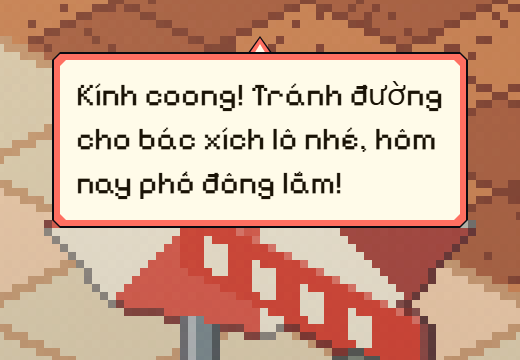 Kính coong! Tránh đường
cho bác xích lô nhé, hôm
nay phố đông lắm!